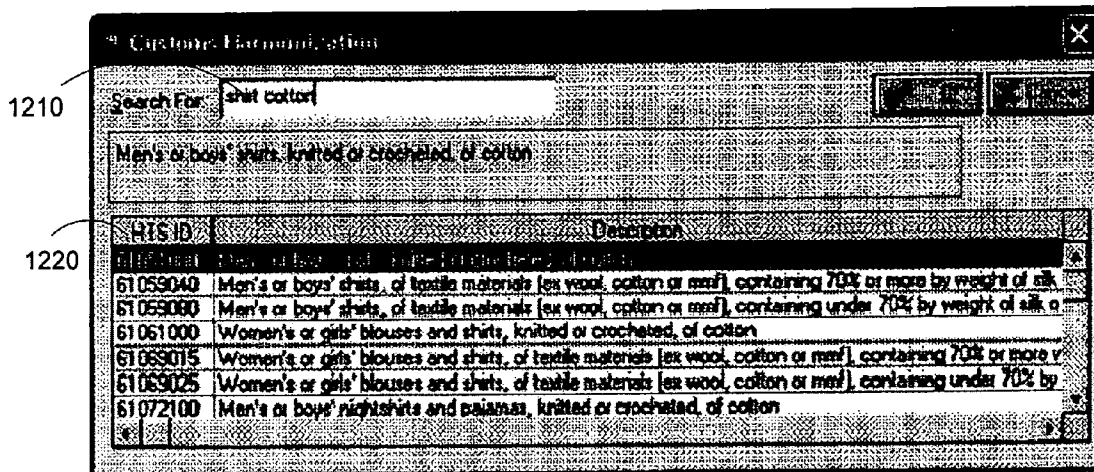 Customs Harmonization
1210
Search For:
shirt cotton
Men's or boys' shirts, knitted or crocheted, of cotton
HTS ID Description
1220
61059040 Men's or boys' shirts, of textile materials [ex wool, cotton or mmf], containing 70% or more by weight of silk
61059080 Men's or boys' shirts, of textile materials [ex wool, cotton or mmf], containing under 70% by weight of silk o
61061000 Women's or girls' blouses and shirts, knitted or crocheted, of cotton
61069015 Women's or girls' blouses and shirts, of textile materials [ex wool, cotton or mmf], containing 70% or more
61069025 Women's or girls' blouses and shirts, of textile materials [ex wool, cotton or mmf], containing under 70% by
61072100 Men's or boys' nightshirts and pajamas, knitted or crocheted, of cotton